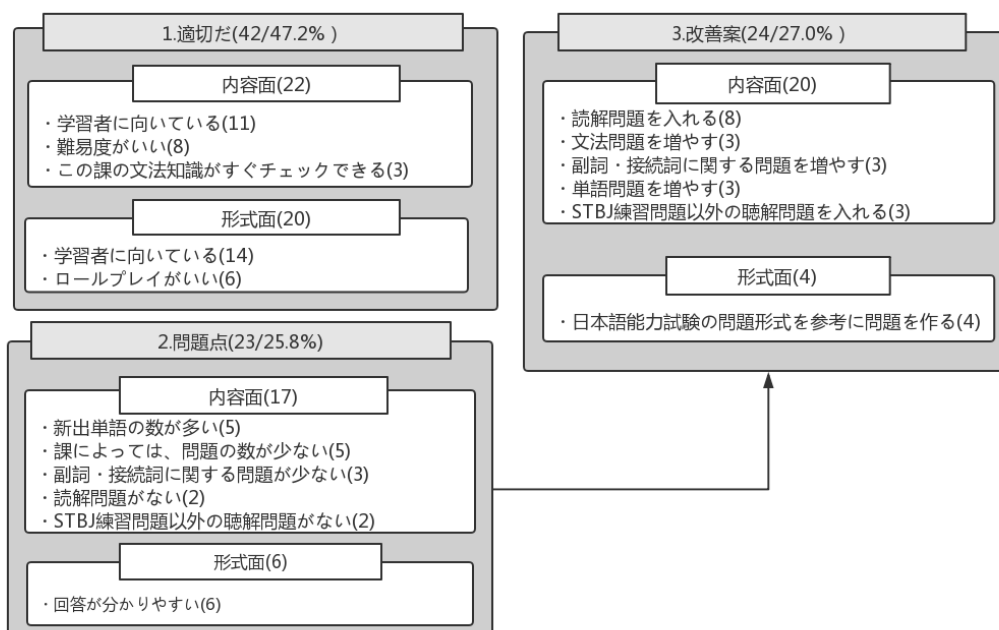 1.適切だ(42/47.2% )
内容面(22)
・学習者に向いている(11)
・難易度がいい(8)
・この課の文法知識がすぐチェックできる(3)
形式面(20)
・学習者に向いている(14)
・ロールプレイがいい(6)
2.問題点(23/25.8%)
内容面(17)
・新出単語の数が多い(5)
・課によっては、問題の数が少ない(5)
・副詞・接続詞に関する問題が少ない(3)
・読解問題がない(2)
・STBJ練習問題以外の聴解問題がない(2)
形式面(6)
・回答が分かりやすい(6)
3.改善案(24/27.0% )
内容面(20)
・読解問題を入れる(8)
・文法問題を増やす(3)
・副詞・接続詞に関する問題を増やす(3)
・単語問題を増やす(3)
・STBJ練習問題以外の聴解問題を入れる(3)
形式面(4)
・日本語能力試験の問題形式を参考に問題を作る(4)